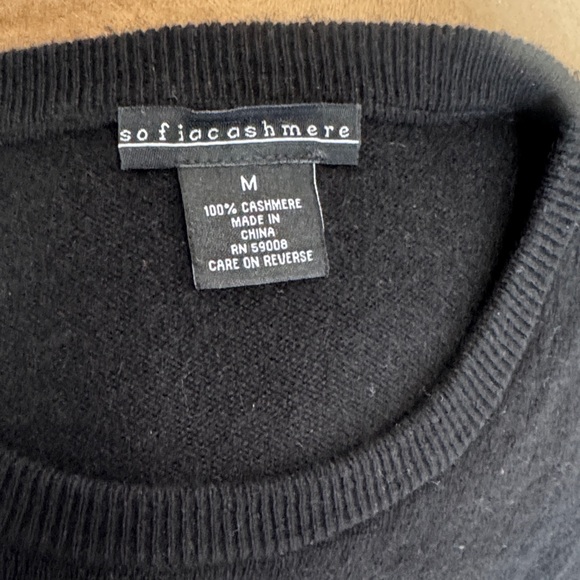 sofiacashmere
M
100% CASHMERE
MADE IN
CHINA
RN 59008
CARE ON REVERSE